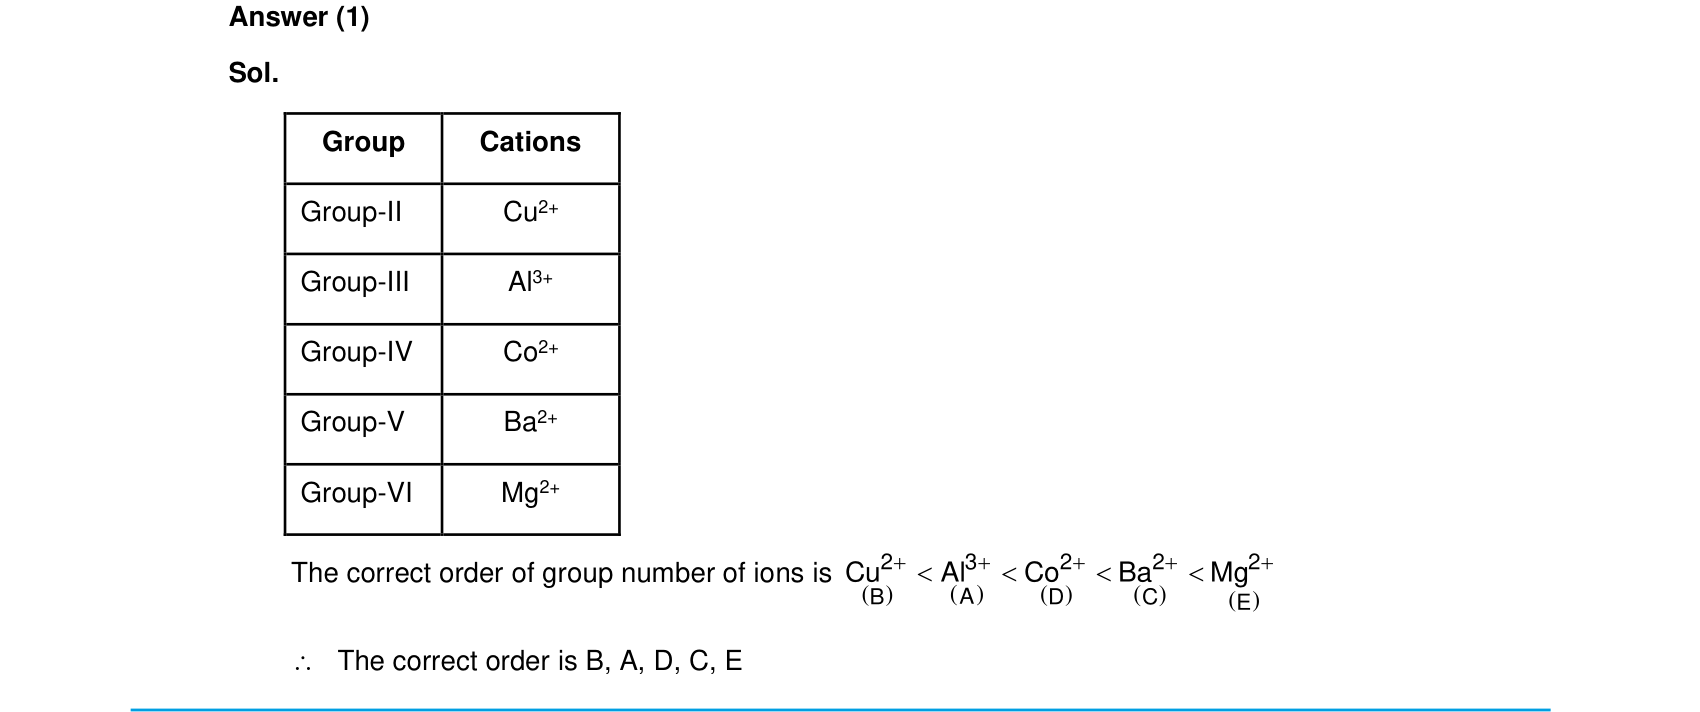 Answer (1)
Sol.
Group Cations
Group-II Cu²⁺
Group-III Al³⁺
Group-IV Co²⁺
Group-V Ba²⁺
Group-VI Mg²⁺
The correct order of group number of ions is Cu²⁺ < Al³⁺ < Co²⁺ < Ba²⁺ < Mg²⁺
(B) (A) (D) (C) (E)
∴ The correct order is B, A, D, C, E